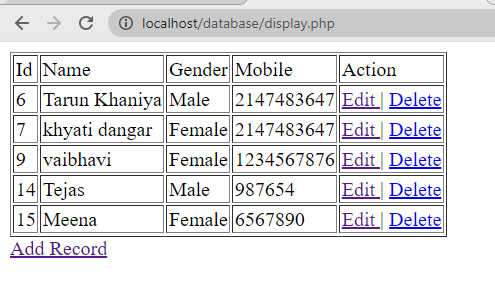 localhost/database/display.php
Id Name Gender Mobile Action
6 Tarun Khaniya Male 2147483647 Edit | Delete
7 khyati dangar Female 2147483647 Edit | Delete
9 vaibhavi Female 1234567876 Edit | Delete
14 Tejas Male 987654 Edit | Delete
15 Meena Female 6567890 Edit | Delete
Add Record